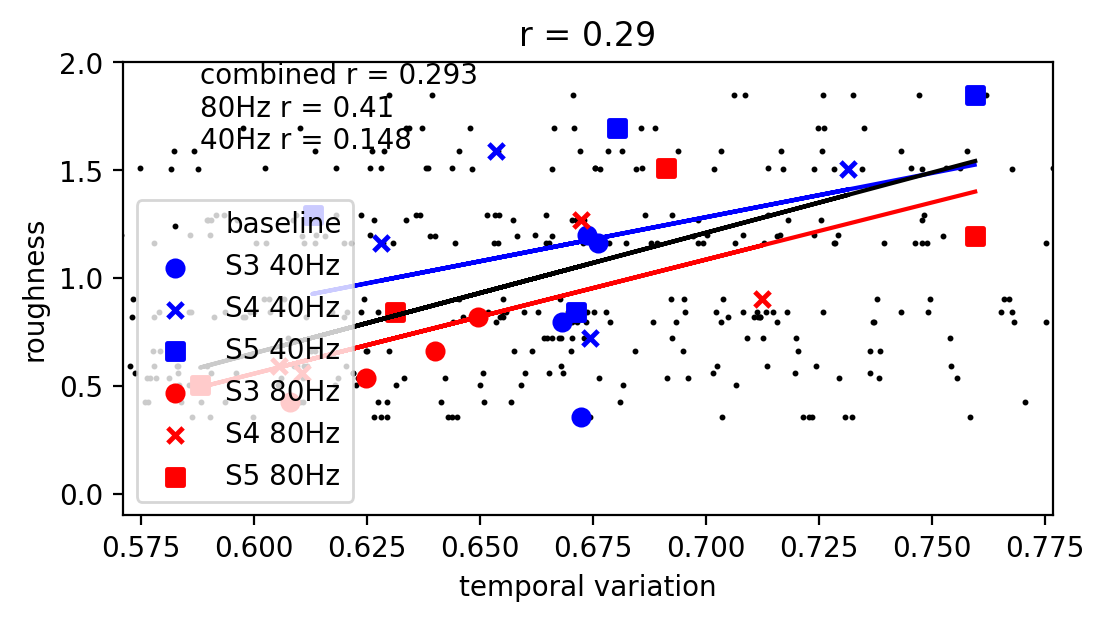 r = 0.29
combined r = 0.293
80Hz r = 0.41
40Hz r = 0.148
roughness
2.0
1.5
1.0
0.5
0.0
baseline
S3 40Hz
S4 40Hz
S5 40Hz
S3 80Hz
S4 80Hz
S5 80Hz
0.575 0.600 0.625 0.650 0.675 0.700 0.725 0.750 0.775
temporal variation